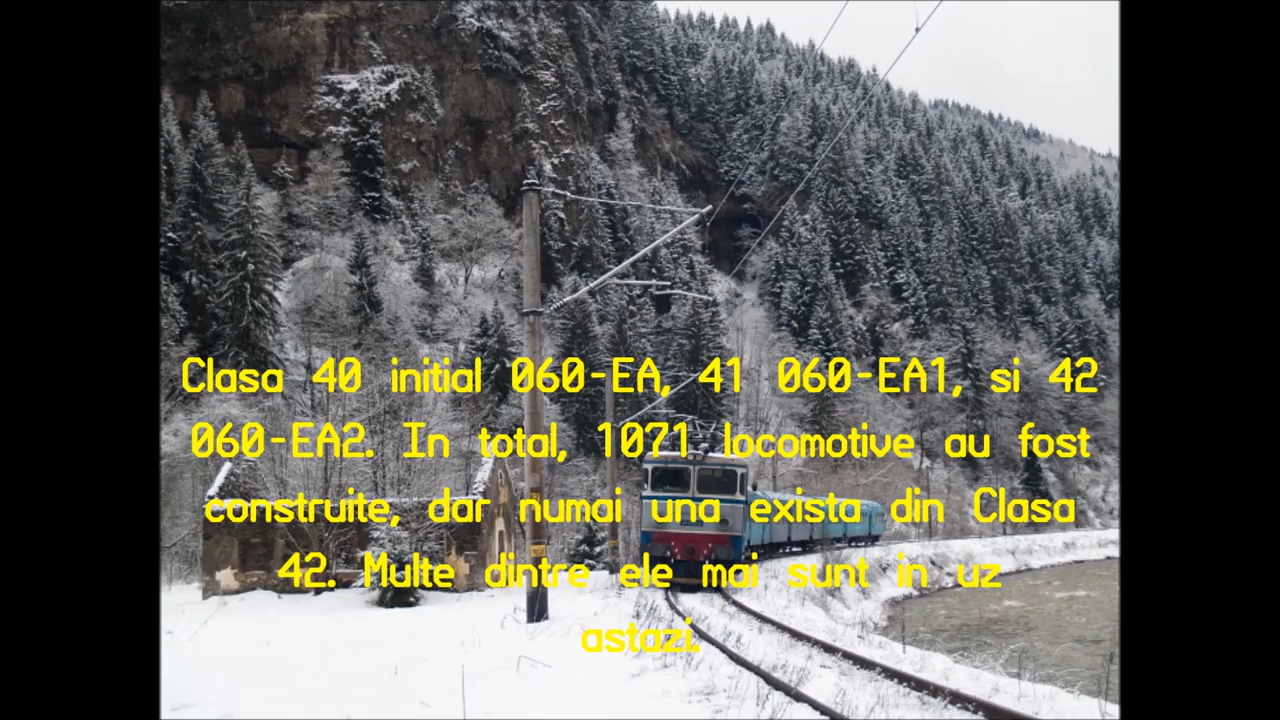 Clasa 40 initial 060-EA, 41 060-EA1, si 42
060-EA2. In total, 1071 locomotive au fost
construite, dar numai una exista din Clasa
42. Multe dintre ele mai sunt in uz
astazi.